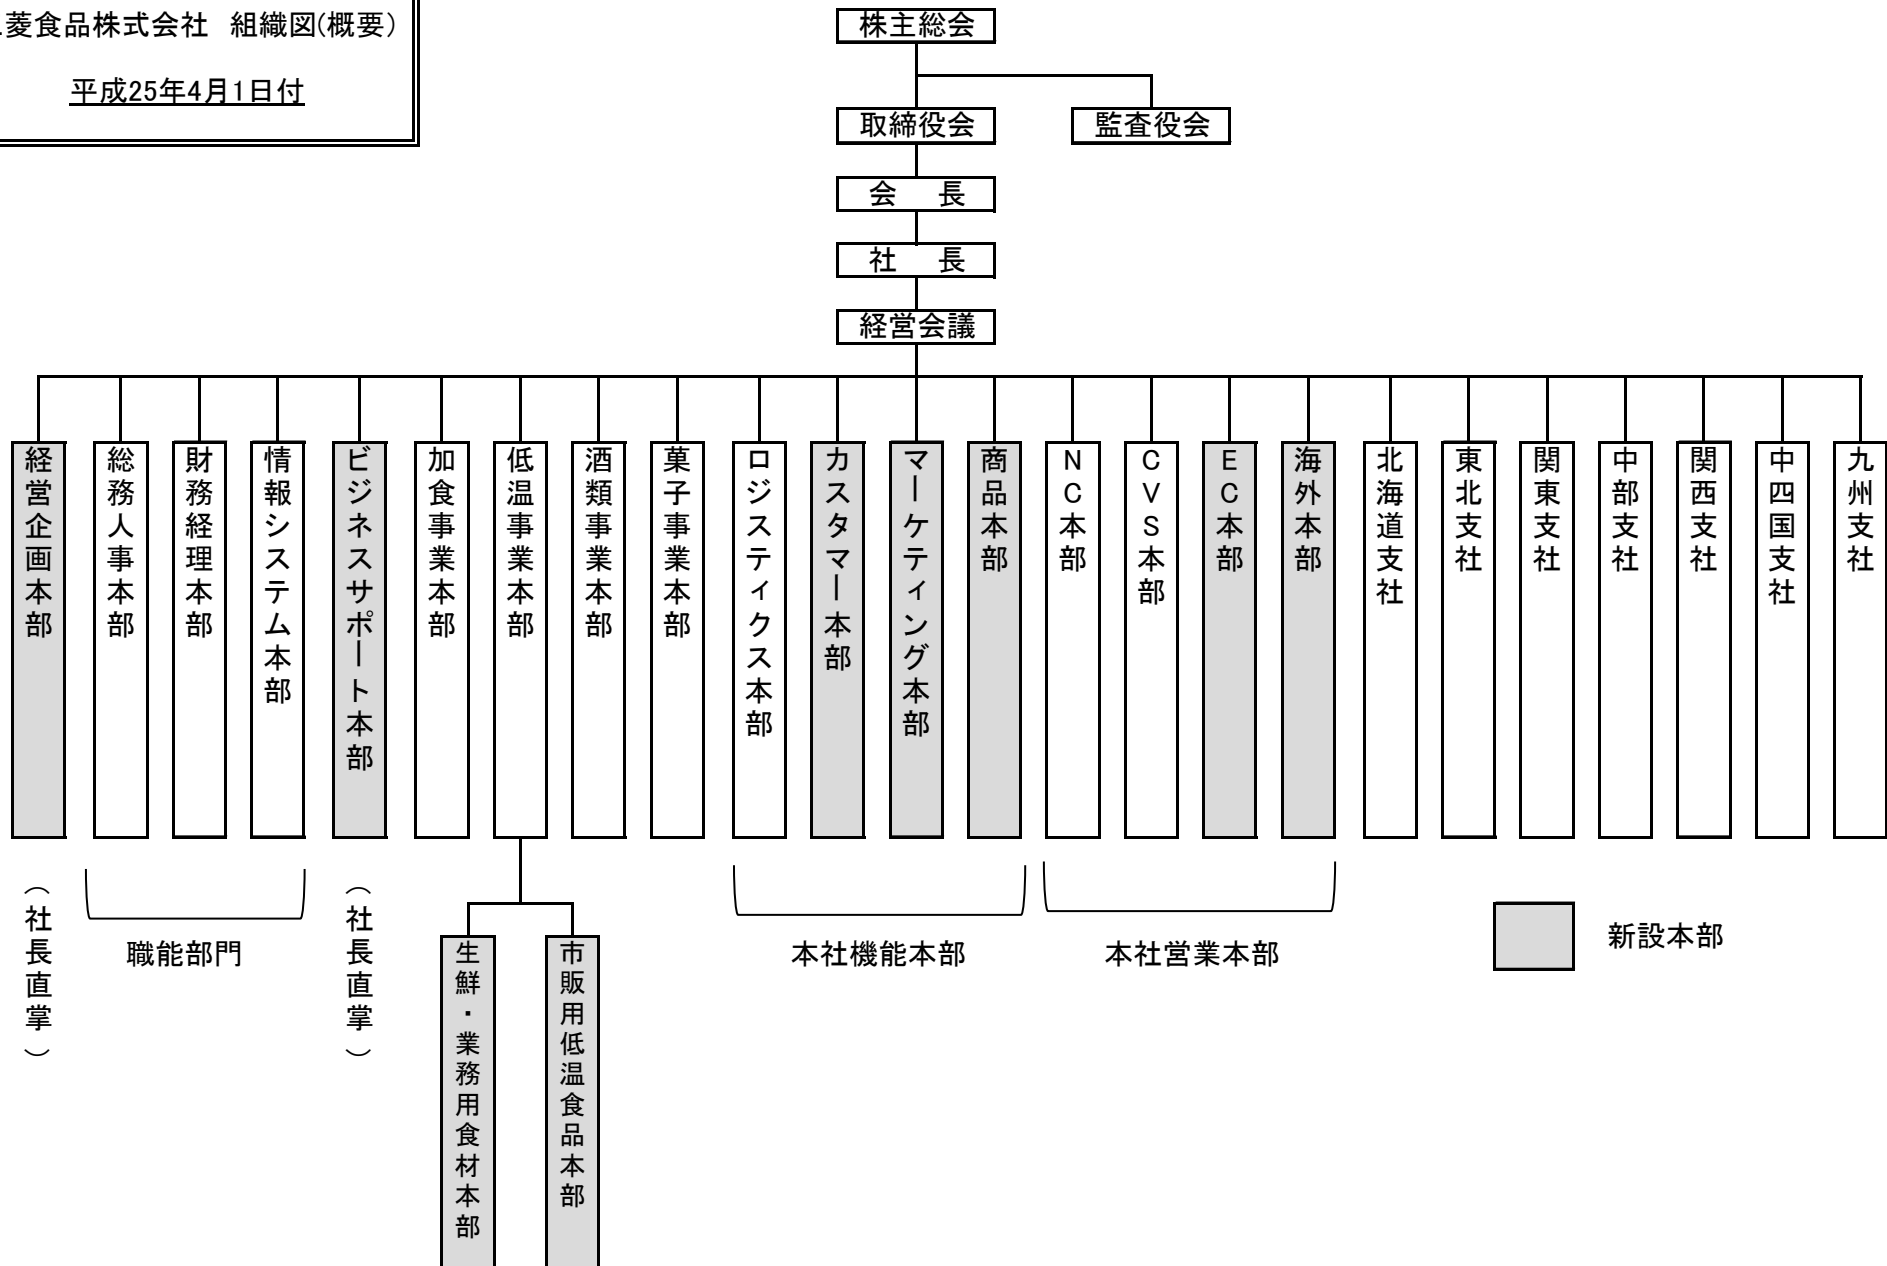 菱食品株式会社 組織図(概要)
平成25年4月1日付
株主総会
取締役会
監査役会
会 長
社 長
経営会議
経営企画本部
総務人事本部
財務経理本部
情報システム本部
ビジネスサポート本部
加食事業本部
低温事業本部
酒類事業本部
菓子事業本部
ロジスティクス本部
カスタマー本部
マーケティング本部
商品本部
NC本部
CVS本部
EC本部
海外本部
北海道支社
東北支社
関東支社
中部支社
関西支社
中四国支社
九州支社
(社長直掌)
職能部門
(社長直掌)
本社機能本部
本社営業本部
新設本部
生鮮・業務用食材本部
市販用低温食品本部